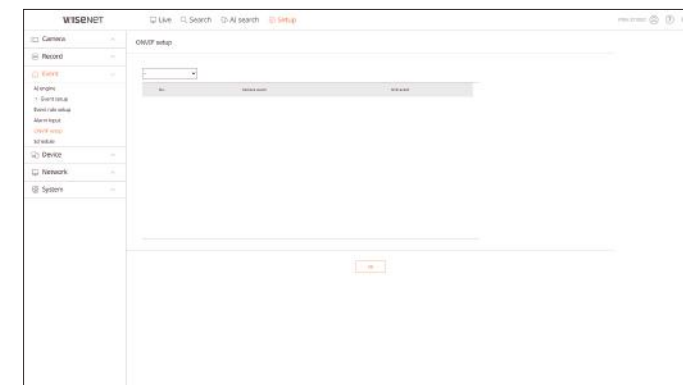 WISENET
Live Search AI search Setup
Camera
Record
Event
AI engine
Event setup
Event rule setup
Alarm input
ONVIF setup
Schedule
Device
Network
System
ONVIF setup
No.
OK